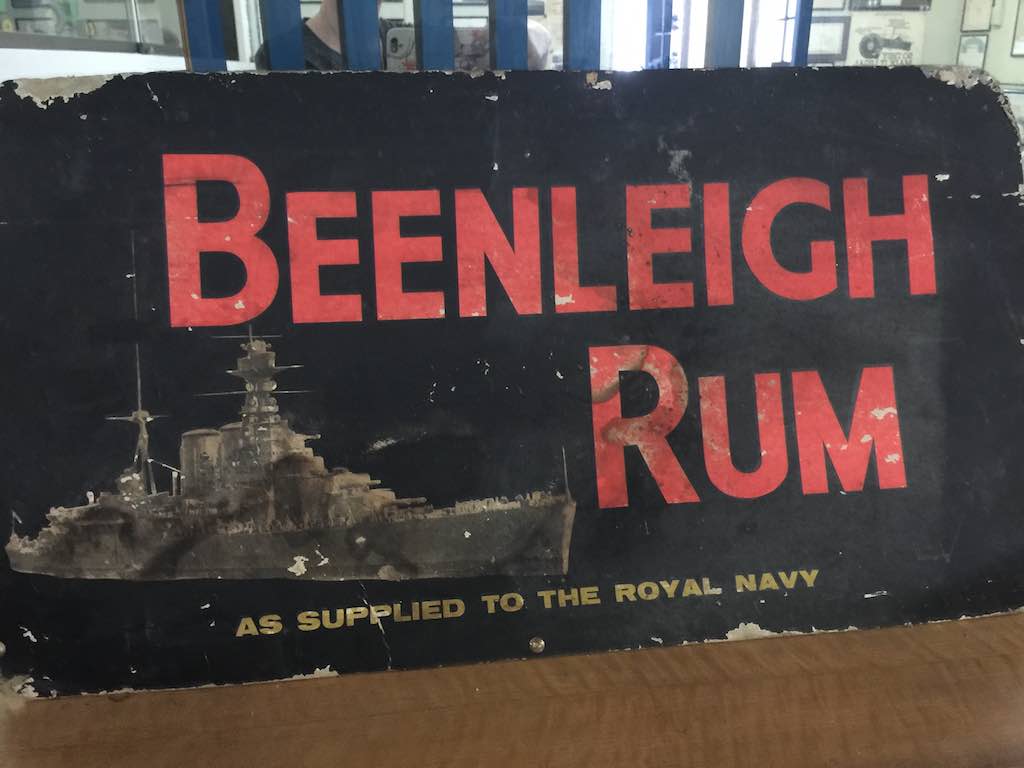 BEENLEIGH
RUM
AS SUPPLIED TO THE ROYAL NAVY